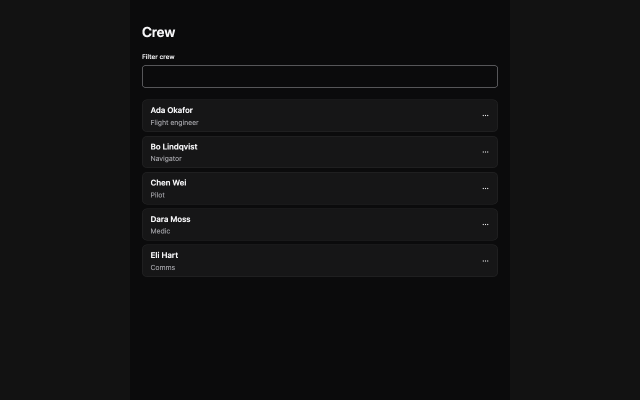 Crew
Filter crew
Ada Okafor
Flight engineer
...
Bo Lindqvist
Navigator
...
Chen Wei
Pilot
...
Dara Moss
Medic
...
Eli Hart
Comms
...